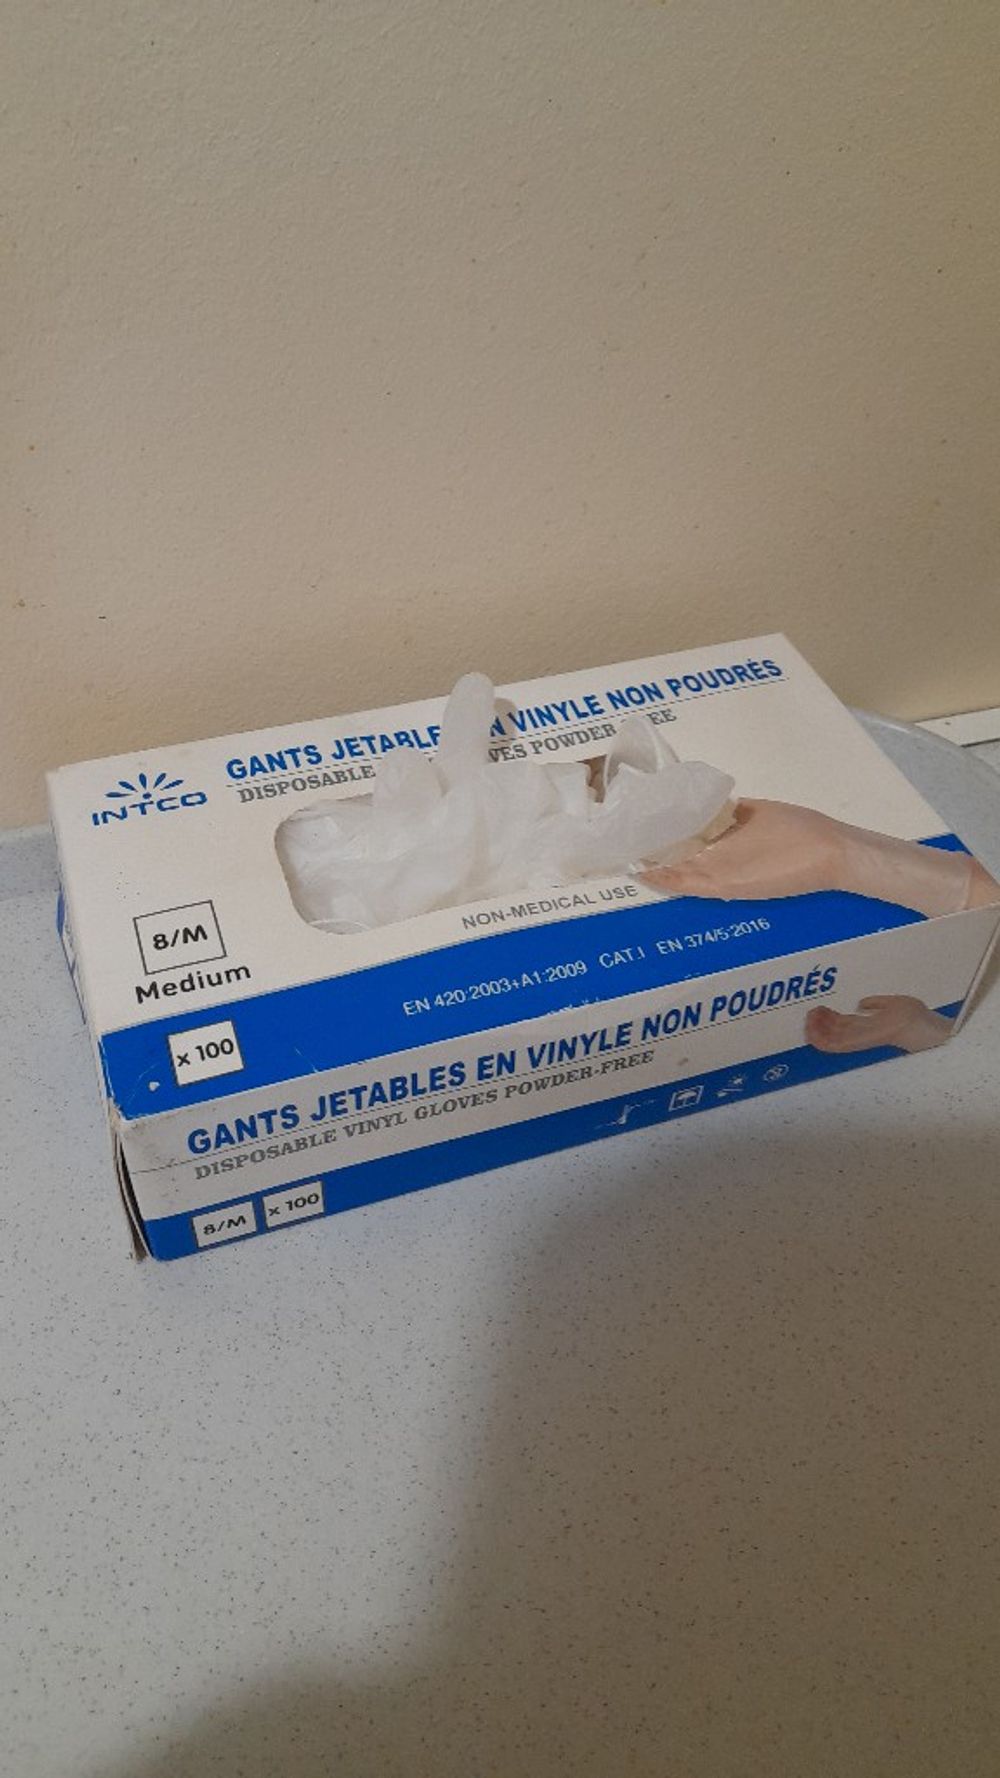 GANTS JETABLE N VINYLE NON POUDRÉS
DISPOSABLE VES POWDER EE
INTCO
NON-MEDICAL USE
8/M
Medium
EN 420:2003+A1:2009 CAT.I EN 374/5:2016
x 100
GANTS JETABLES EN VINYLE NON POUDRÉS
DISPOSABLE VINYL GLOVES POWDER-FREE
8/M x 100